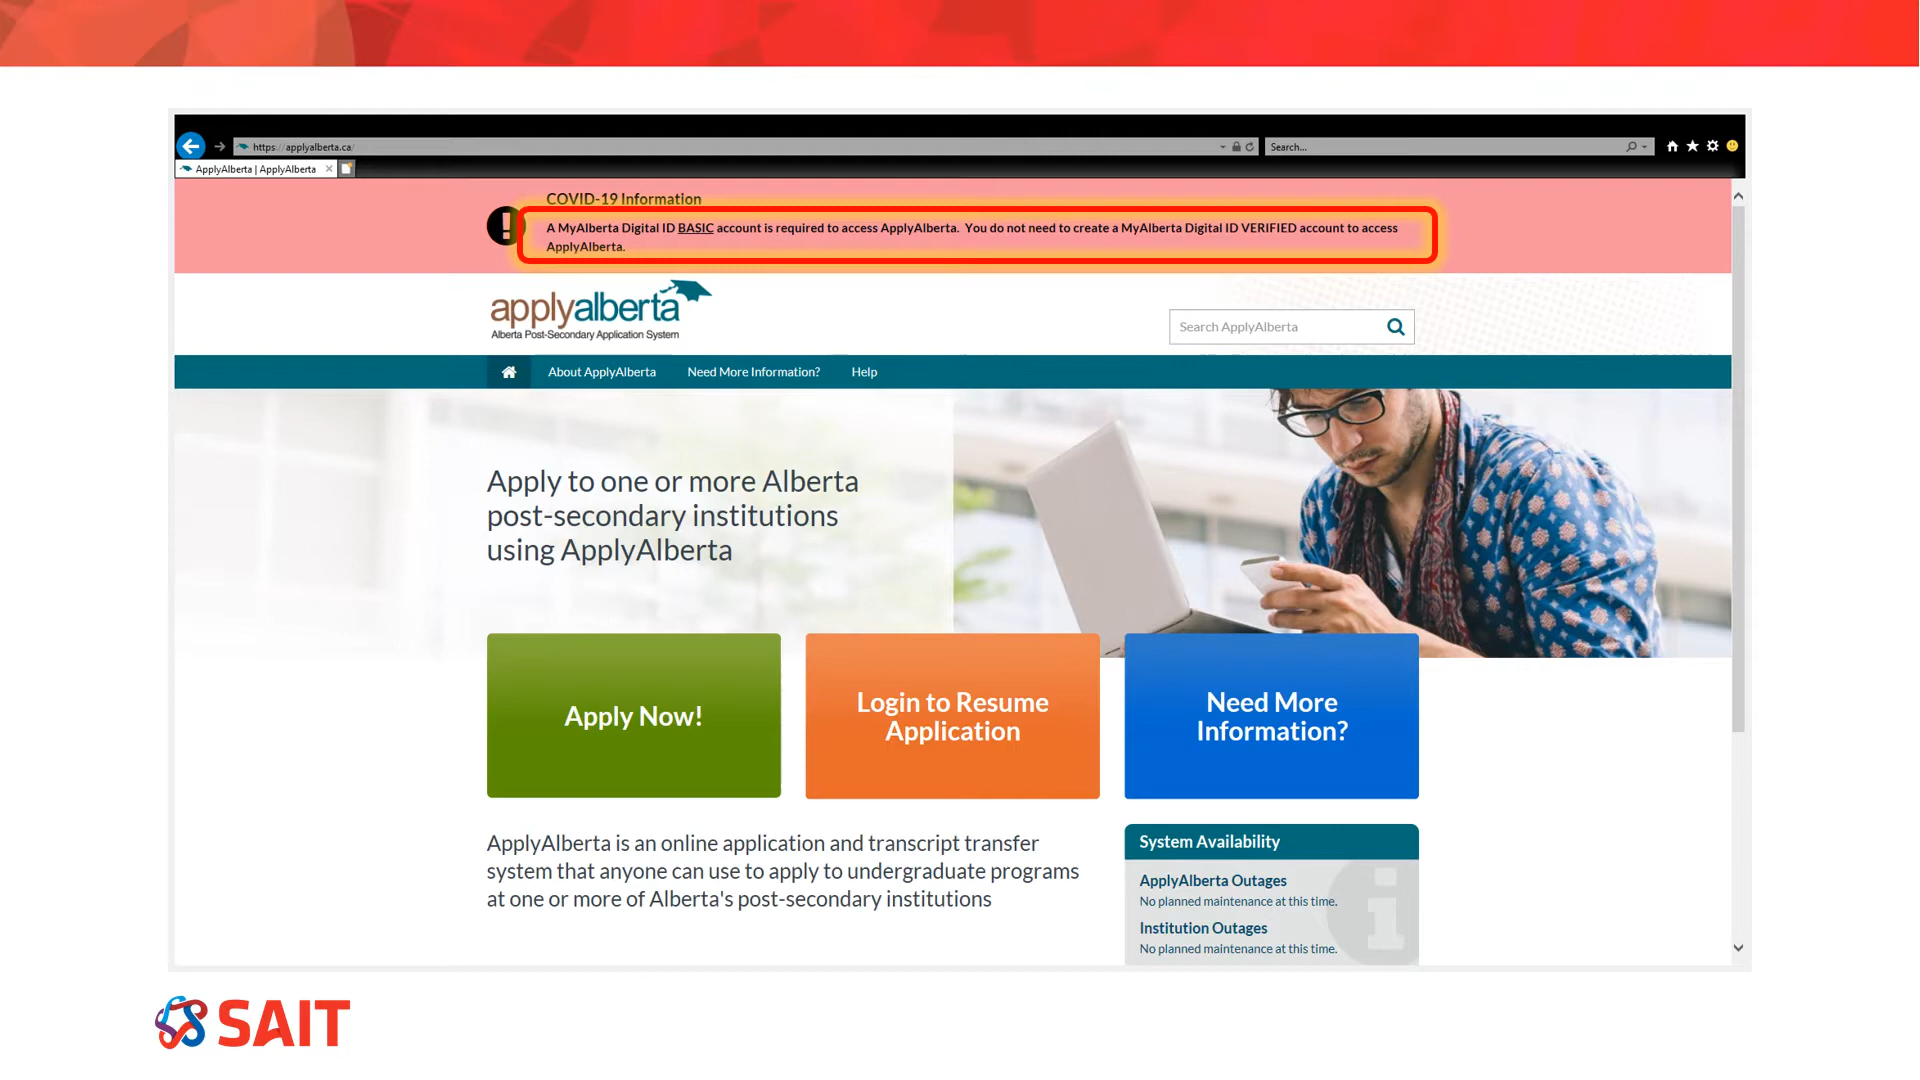 https://applyalberta.ca/
Search...
ApplyAlberta | ApplyAlberta
COVID-19 Information
A MyAlberta Digital ID BASIC account is required to access ApplyAlberta. You do not need to create a MyAlberta Digital ID VERIFIED account to access
ApplyAlberta.
applyalberta
Alberta Post-Secondary Application System
Search ApplyAlberta
About ApplyAlberta Need More Information? Help
Apply to one or more Alberta
post-secondary institutions
using ApplyAlberta
Apply Now!
Login to Resume
Application
Need More
Information?
ApplyAlberta is an online application and transcript transfer
system that anyone can use to apply to undergraduate programs
at one or more of Alberta's post-secondary institutions
System Availability
ApplyAlberta Outages
No planned maintenance at this time.
Institution Outages
No planned maintenance at this time.
SAIT